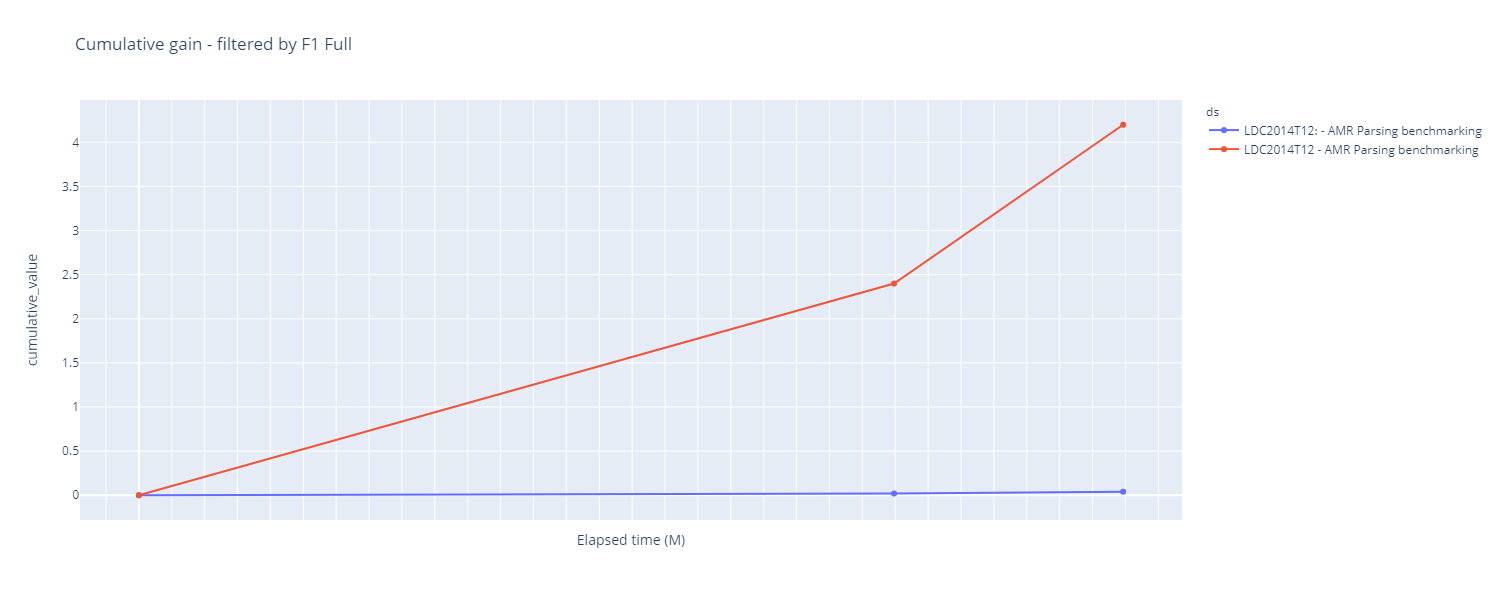 Cumulative gain - filtered by F1 Full
ds
LDC2014T12: - AMR Parsing benchmarking
LDC2014T12 - AMR Parsing benchmarking
4
3.5
3
2.5
2
1.5
1
0.5
0
cumulative_value
Elapsed time (M)